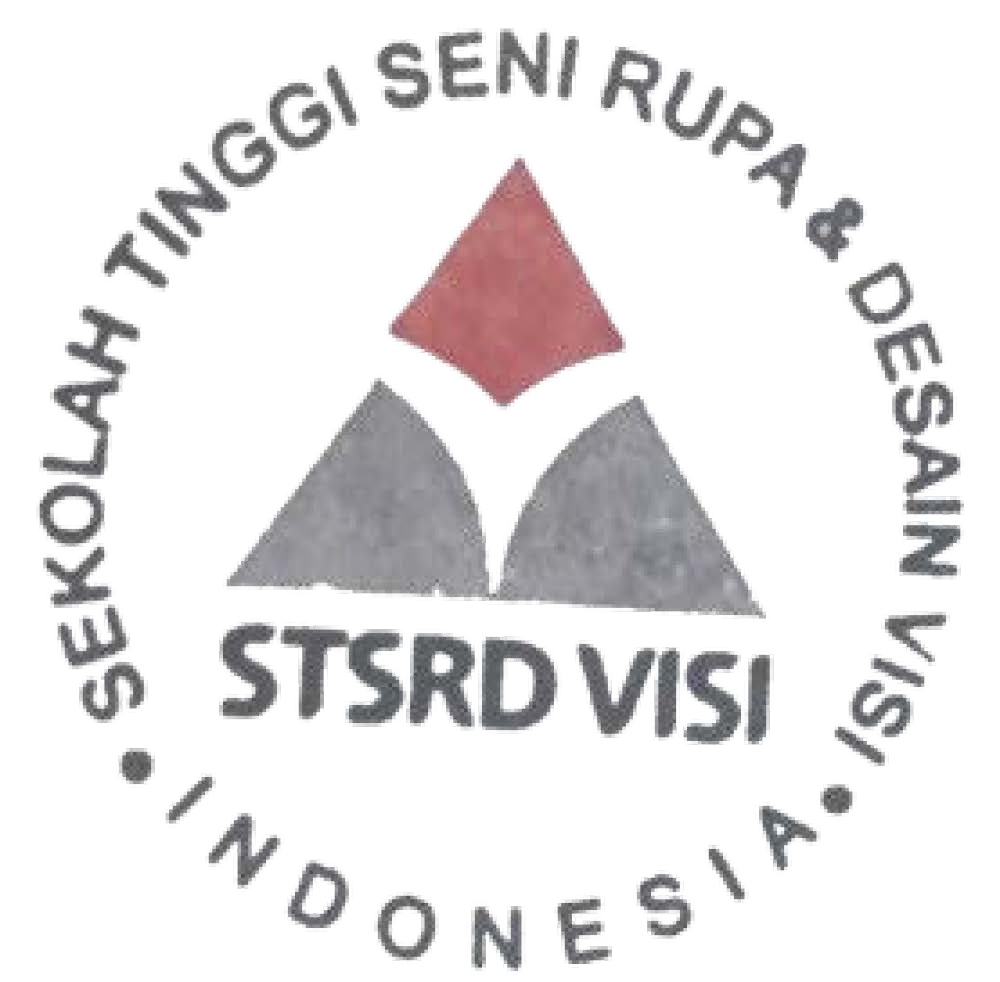 SEKOLAH TINGGI SENI RUPA & DESAIN VISI
STSRD VISI
• INDONESIA •